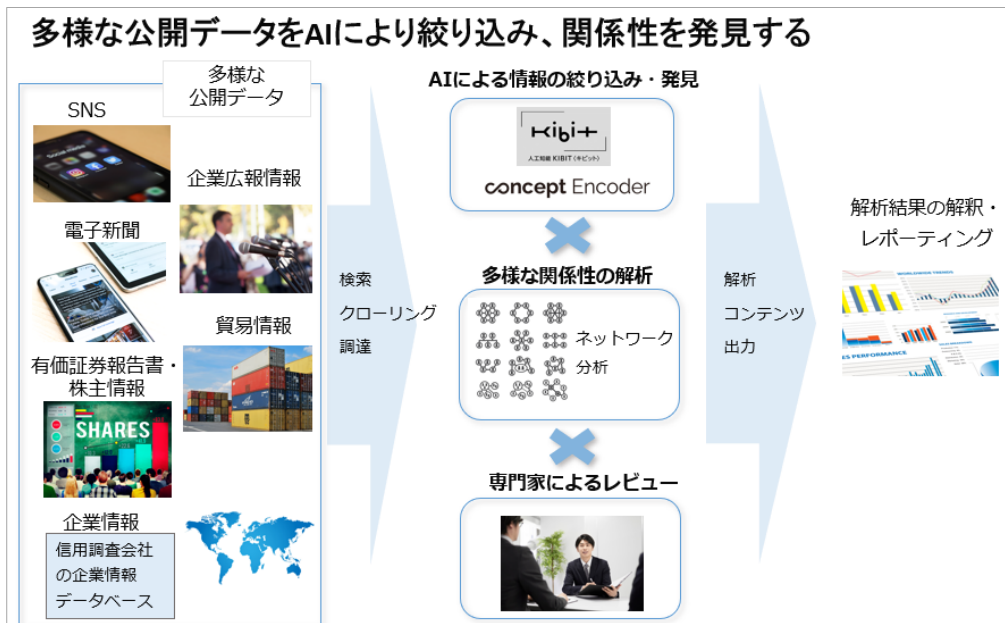 多様な公開データをAIにより絞り込み、関係性を発見する
多様な
公開データ
SNS
企業広報情報
電子新聞
貿易情報
有価証券報告書・
株主情報
SHARES
企業情報
信用調査会社
の企業情報
データベース
検索
クローリング
調達
AIによる情報の絞り込み・発見
KIBIT
人工知能 KIBIT（キビット）
concept Encoder
多様な関係性の解析
ネットワーク
分析
専門家によるレビュー
解析
コンテンツ
出力
解析結果の解釈・
レポーティング
WORLDWIDE TRENDS
ES PERFORMANCE